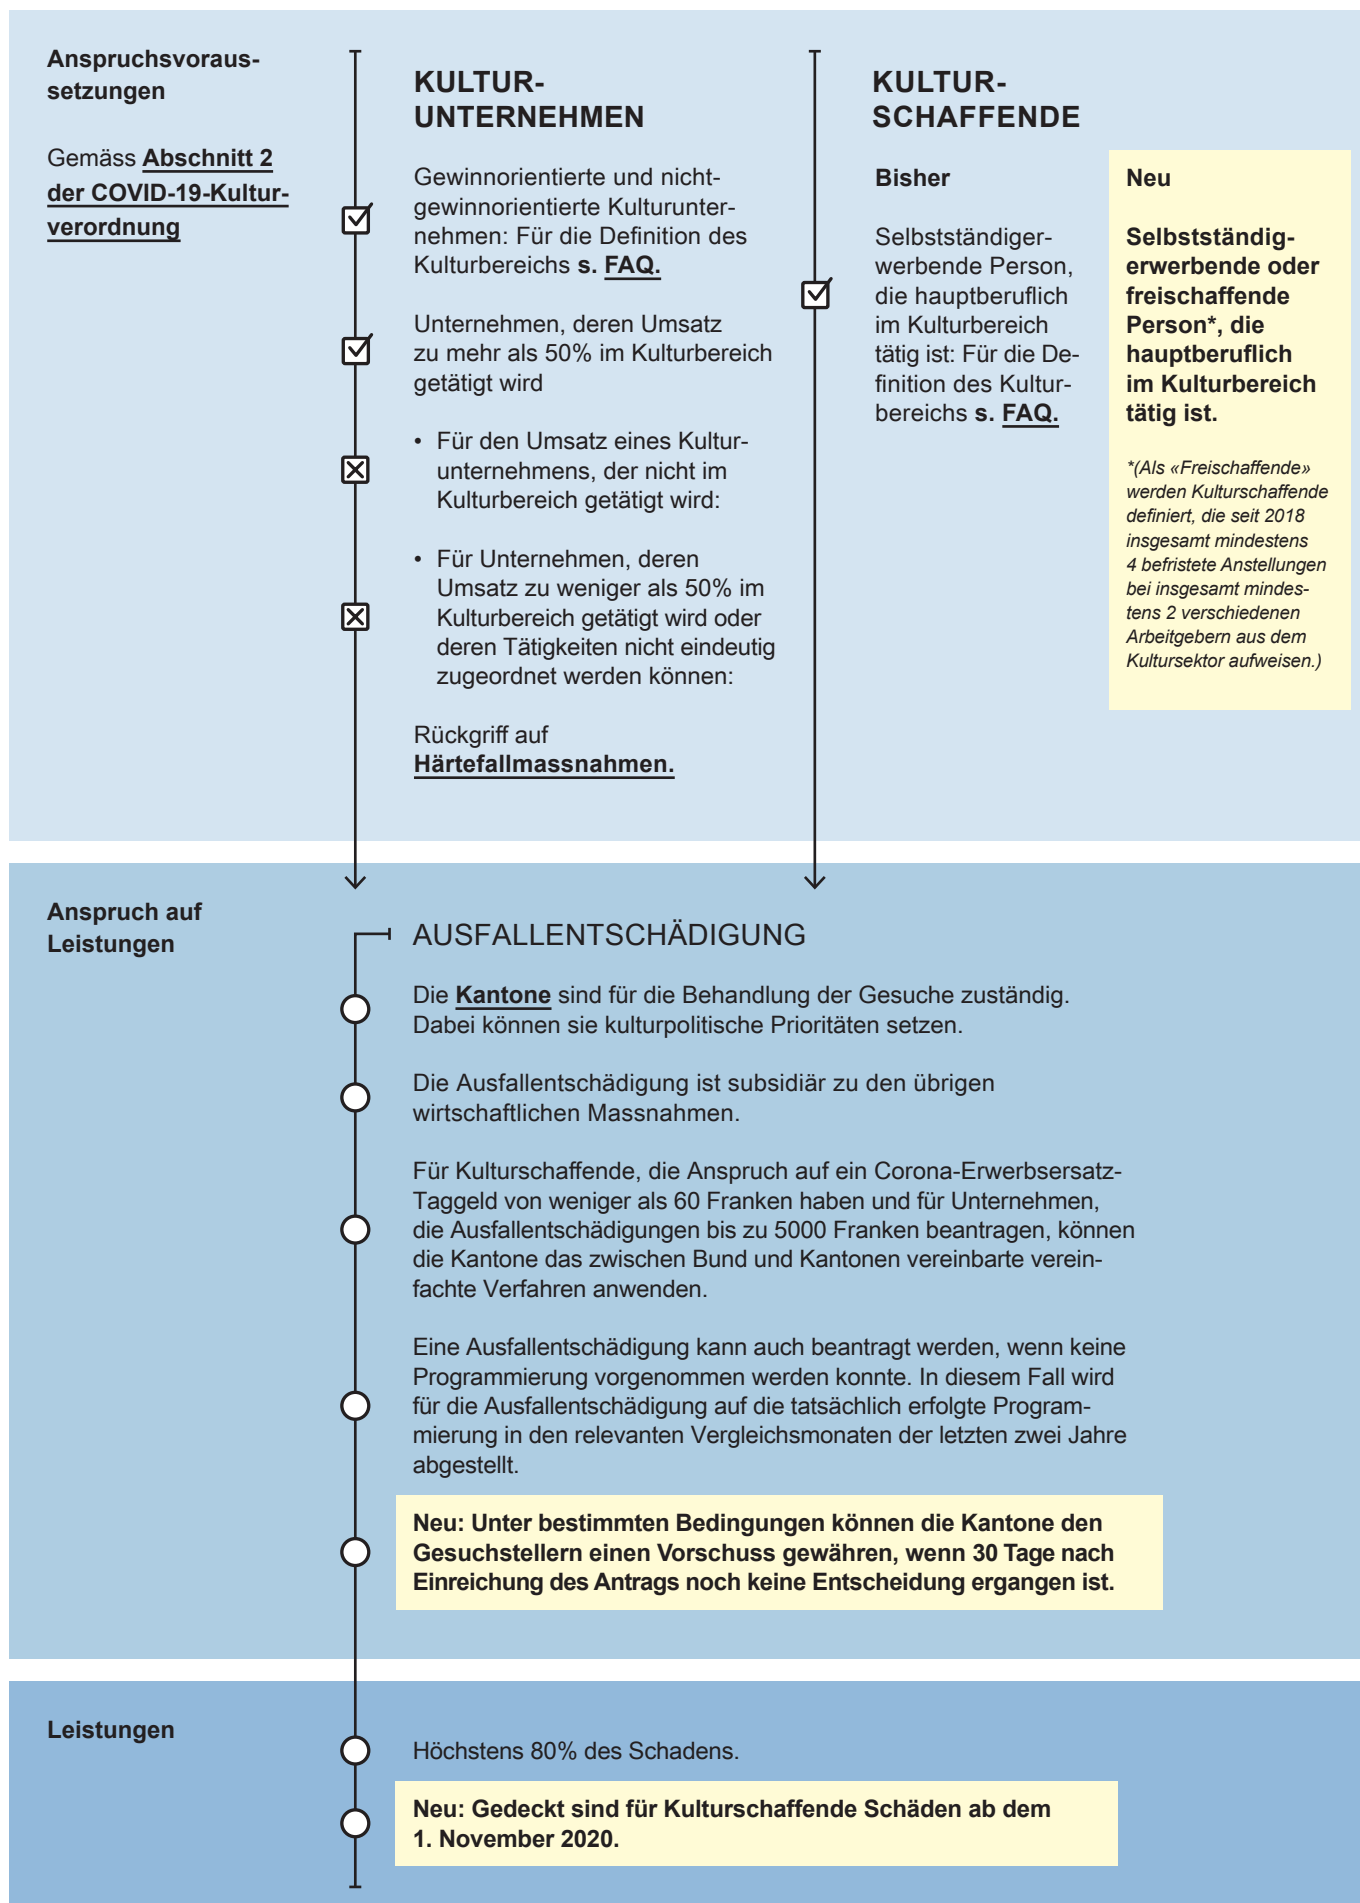 Anspruchsvoraus-
setzungen
Gemäss Abschnitt 2
der COVID-19-Kultur-
verordnung
KULTUR-
UNTERNEHMEN
Gewinnorientierte und nicht-
gewinnorientierte Kulturunter-
nehmen: Für die Definition des
Kulturbereichs s. FAQ.
Unternehmen, deren Umsatz
zu mehr als 50% im Kulturbereich
getätigt wird
• Für den Umsatz eines Kultur-
unternehmens, der nicht im
Kulturbereich getätigt wird:
• Für Unternehmen, deren
Umsatz zu weniger als 50% im
Kulturbereich getätigt wird oder
deren Tätigkeiten nicht eindeutig
zugeordnet werden können:
Rückgriff auf
Härtefallmassnahmen.
KULTUR-
SCHAFFENDE
Bisher
Selbstständiger-
werbende Person,
die hauptberuflich
im Kulturbereich
tätig ist: Für die De-
finition des Kultur-
bereichs s. FAQ.
Neu
Selbstständig-
erwerbende oder
freischaffende
Person*, die
hauptberuflich
im Kulturbereich
tätig ist.
*(Als «Freischaffende»
werden Kulturschaffende
definiert, die seit 2018
insgesamt mindestens
4 befristete Anstellungen
bei insgesamt mindes-
tens 2 verschiedenen
Arbeitgebern aus dem
Kultursektor aufweisen.)
Anspruch auf
Leistungen
AUSFALLENTSCHÄDIGUNG
Die Kantone sind für die Behandlung der Gesuche zuständig.
Dabei können sie kulturpolitische Prioritäten setzen.
Die Ausfallentschädigung ist subsidiär zu den übrigen
wirtschaftlichen Massnahmen.
Für Kulturschaffende, die Anspruch auf ein Corona-Erwerbsersatz-
Taggeld von weniger als 60 Franken haben und für Unternehmen,
die Ausfallentschädigungen bis zu 5000 Franken beantragen, können
die Kantone das zwischen Bund und Kantonen vereinbarte verein-
fachte Verfahren anwenden.
Eine Ausfallentschädigung kann auch beantragt werden, wenn keine
Programmierung vorgenommen werden konnte. In diesem Fall wird
für die Ausfallentschädigung auf die tatsächlich erfolgte Program-
mierung in den relevanten Vergleichsmonaten der letzten zwei Jahre
abgestellt.
Neu: Unter bestimmten Bedingungen können die Kantone den
Gesuchstellern einen Vorschuss gewähren, wenn 30 Tage nach
Einreichung des Antrags noch keine Entscheidung ergangen ist.
Leistungen
Höchstens 80% des Schadens.
Neu: Gedeckt sind für Kulturschaffende Schäden ab dem
1. November 2020.